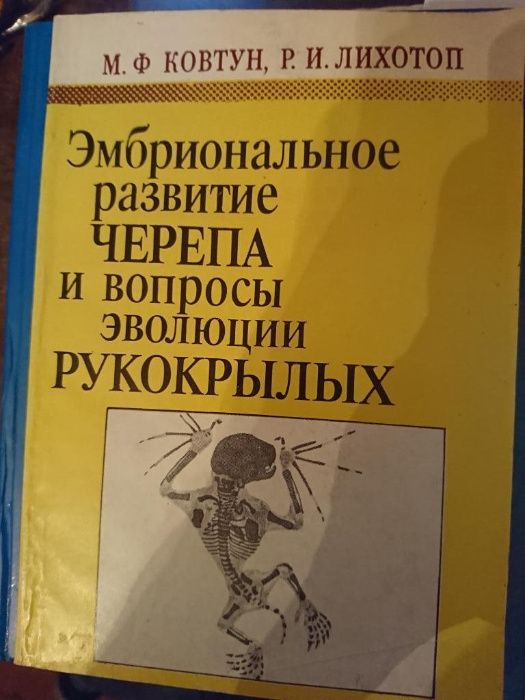 М. Ф КОВТУН, Р. И. ЛИХОТОП
Эмбриональное
развитие
ЧЕРЕПА
и вопросы
эволюции
РУКОКРЫЛЫХ